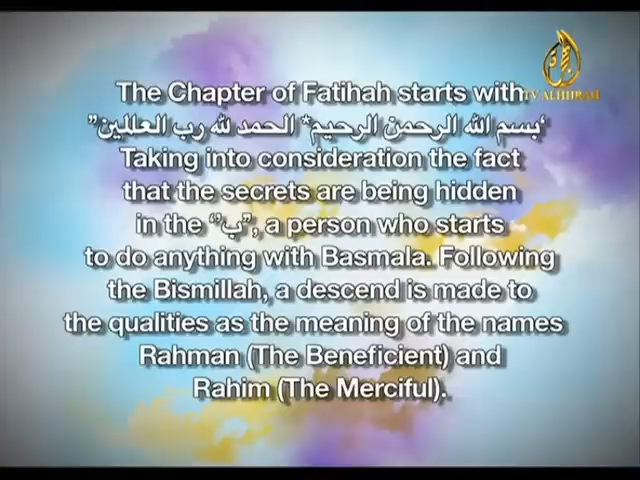 TV ALHIJRAH
The Chapter of Fatihah starts with
‘بسم الله الرحمن الرحيم* الحمد لله رب العالمين”
Taking into consideration the fact
that the secrets are being hidden
in the “ب”, a person who starts
to do anything with Basmala. Following
the Bismillah, a descend is made to
the qualities as the meaning of the names
Rahman (The Beneficient) and
Rahim (The Merciful).